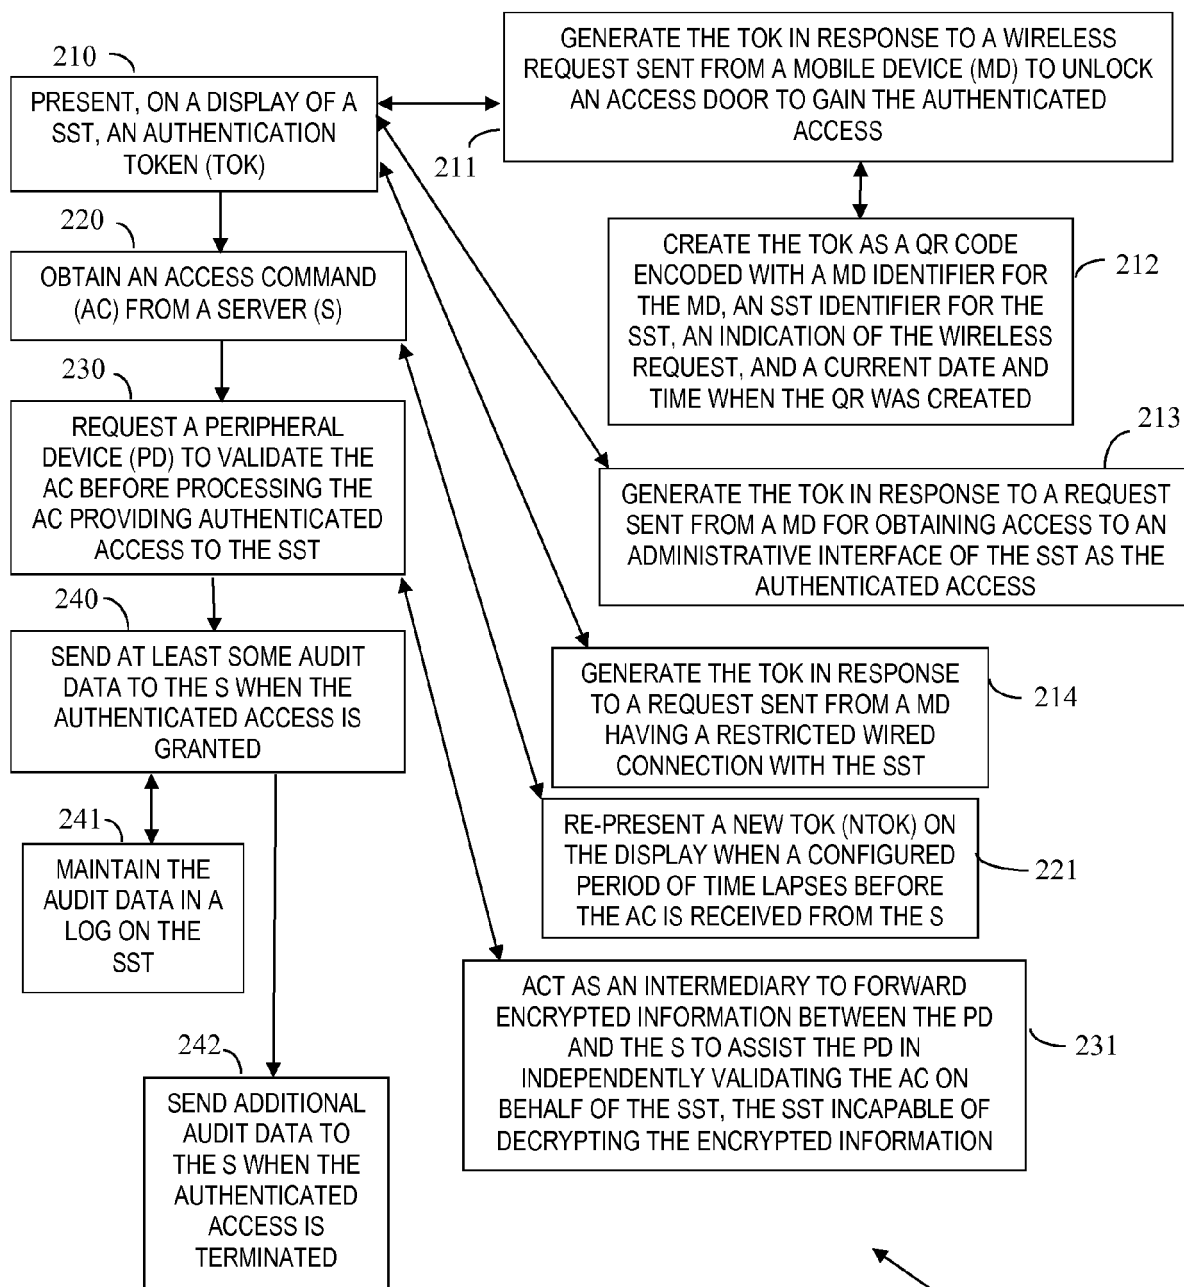 210
PRESENT, ON A DISPLAY OF A
SST, AN AUTHENTICATION
TOKEN (TOK)
GENERATE THE TOK IN RESPONSE TO A WIRELESS
REQUEST SENT FROM A MOBILE DEVICE (MD) TO UNLOCK
AN ACCESS DOOR TO GAIN THE AUTHENTICATED
ACCESS
211
220
OBTAIN AN ACCESS COMMAND
(AC) FROM A SERVER (S)
CREATE THE TOK AS A QR CODE
ENCODED WITH A MD IDENTIFIER FOR
THE MD, AN SST IDENTIFIER FOR THE
SST, AN INDICATION OF THE WIRELESS
REQUEST, AND A CURRENT DATE AND
TIME WHEN THE QR WAS CREATED
212
230
REQUEST A PERIPHERAL
DEVICE (PD) TO VALIDATE THE
AC BEFORE PROCESSING THE
AC PROVIDING AUTHENTICATED
ACCESS TO THE SST
213
GENERATE THE TOK IN RESPONSE TO A REQUEST
SENT FROM A MD FOR OBTAINING ACCESS TO AN
ADMINISTRATIVE INTERFACE OF THE SST AS THE
AUTHENTICATED ACCESS
240
SEND AT LEAST SOME AUDIT
DATA TO THE S WHEN THE
AUTHENTICATED ACCESS IS
GRANTED
GENERATE THE TOK IN RESPONSE
TO A REQUEST SENT FROM A MD
HAVING A RESTRICTED WIRED
CONNECTION WITH THE SST
214
241
MAINTAIN THE
AUDIT DATA IN A
LOG ON THE
SST
RE-PRESENT A NEW TOK (NTOK) ON
THE DISPLAY WHEN A CONFIGURED
PERIOD OF TIME LAPSES BEFORE
THE AC IS RECEIVED FROM THE S
221
ACT AS AN INTERMEDIARY TO FORWARD
ENCRYPTED INFORMATION BETWEEN THE PD
AND THE S TO ASSIST THE PD IN
INDEPENDENTLY VALIDATING THE AC ON
BEHALF OF THE SST, THE SST INCAPABLE OF
DECRYPTING THE ENCRYPTED INFORMATION
231
242
SEND ADDITIONAL
AUDIT DATA TO
THE S WHEN THE
AUTHENTICATED
ACCESS IS
TERMINATED